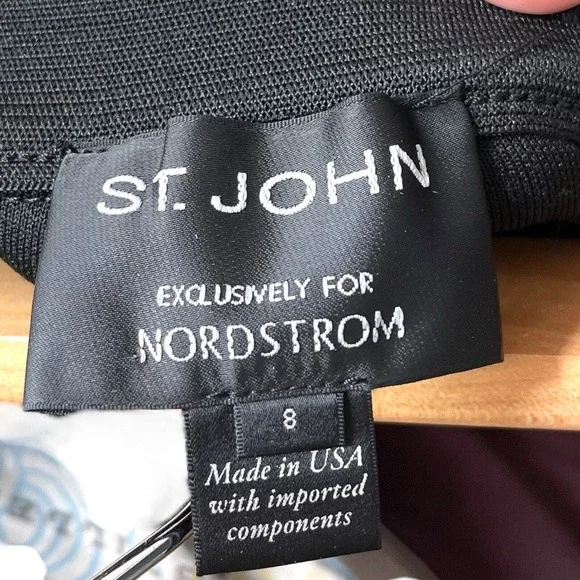 ST. JOHN
EXCLUSIVELY FOR
NORDSTROM
8
Made in USA
with imported
components